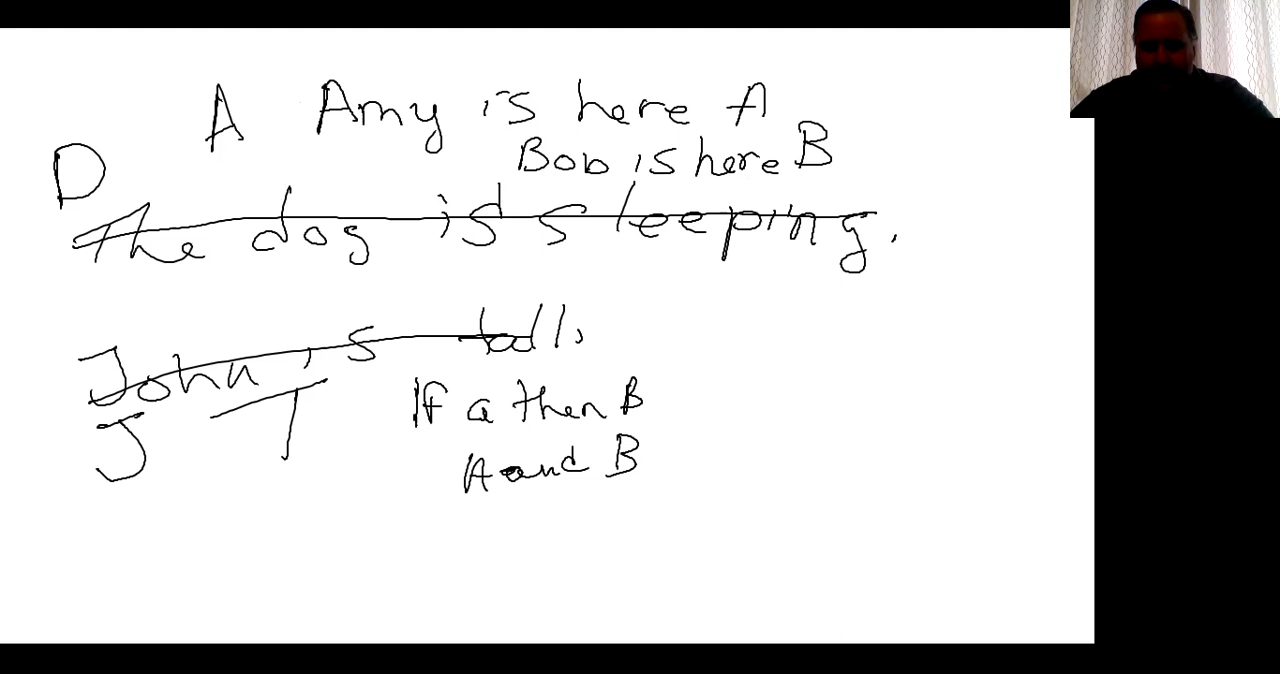 A Amy is here A
Bob is here B
D
The dog is sleeping.
John is tall.
J T
If a then B
A and B